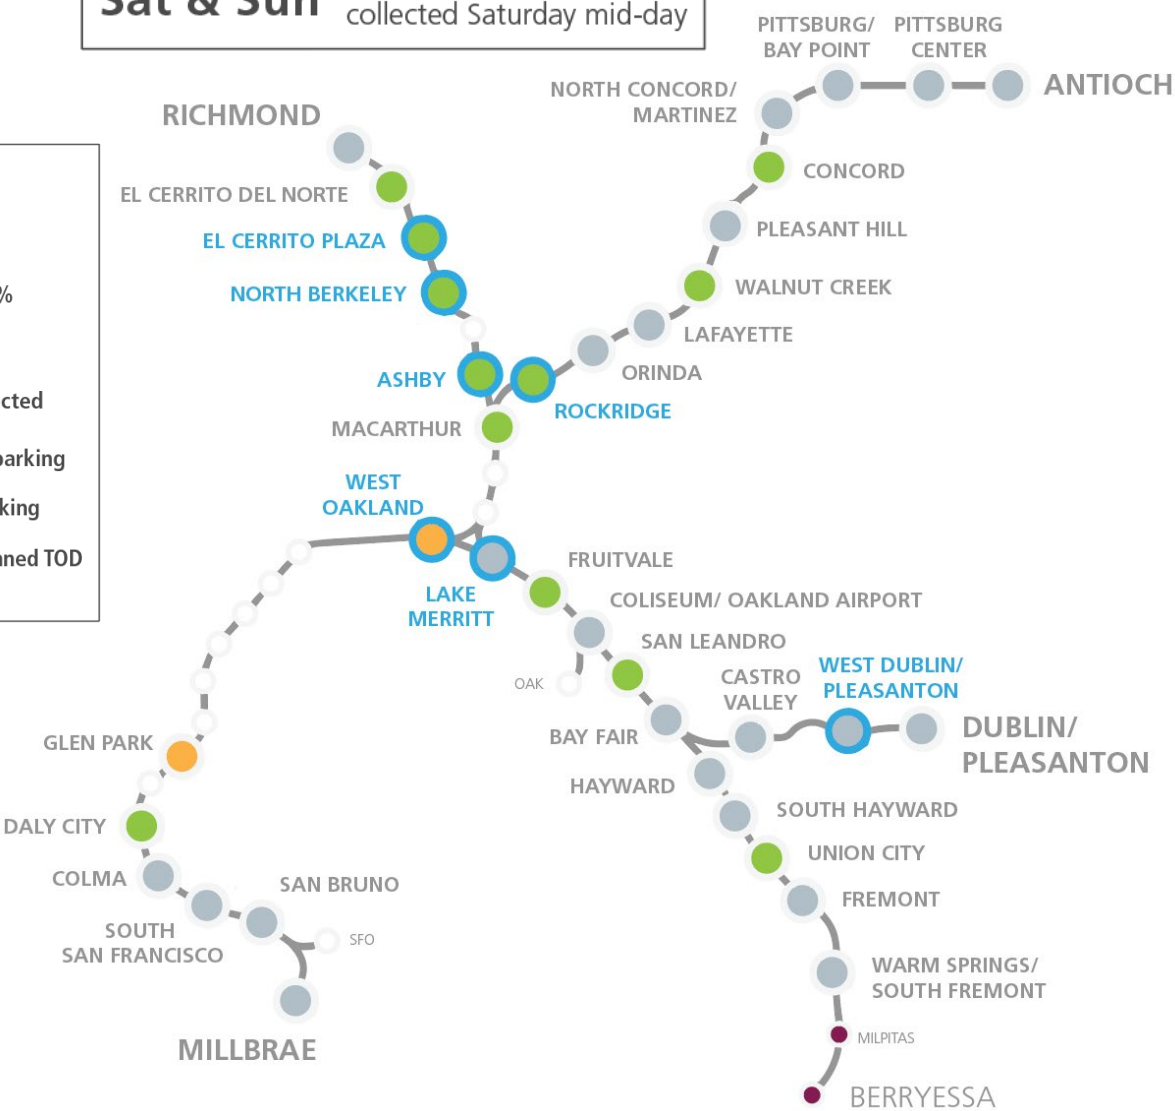 Sat & Sun
collected Saturday mid-day
PITTSBURG/
BAY POINT
PITTSBURG
CENTER
ANTIOCH
NORTH CONCORD/
MARTINEZ
RICHMOND
CONCORD
EL CERRITO DEL NORTE
PLEASANT HILL
EL CERRITO PLAZA
WALNUT CREEK
NORTH BERKELEY
%
LAFAYETTE
ORINDA
ASHBY
cted
ROCKRIDGE
MACARTHUR
parking
WEST
OAKLAND
king
nned TOD
FRUITVALE
LAKE
MERRITT
COLISEUM/ OAKLAND AIRPORT
SAN LEANDRO
OAK
CASTRO
VALLEY
WEST DUBLIN/
PLEASANTON
DUBLIN/
PLEASANTON
BAY FAIR
GLEN PARK
HAYWARD
SOUTH HAYWARD
DALY CITY
UNION CITY
COLMA
SAN BRUNO
FREMONT
SOUTH
SAN FRANCISCO
SFO
WARM SPRINGS/
SOUTH FREMONT
MILPITAS
MILLBRAE
BERRYESSA